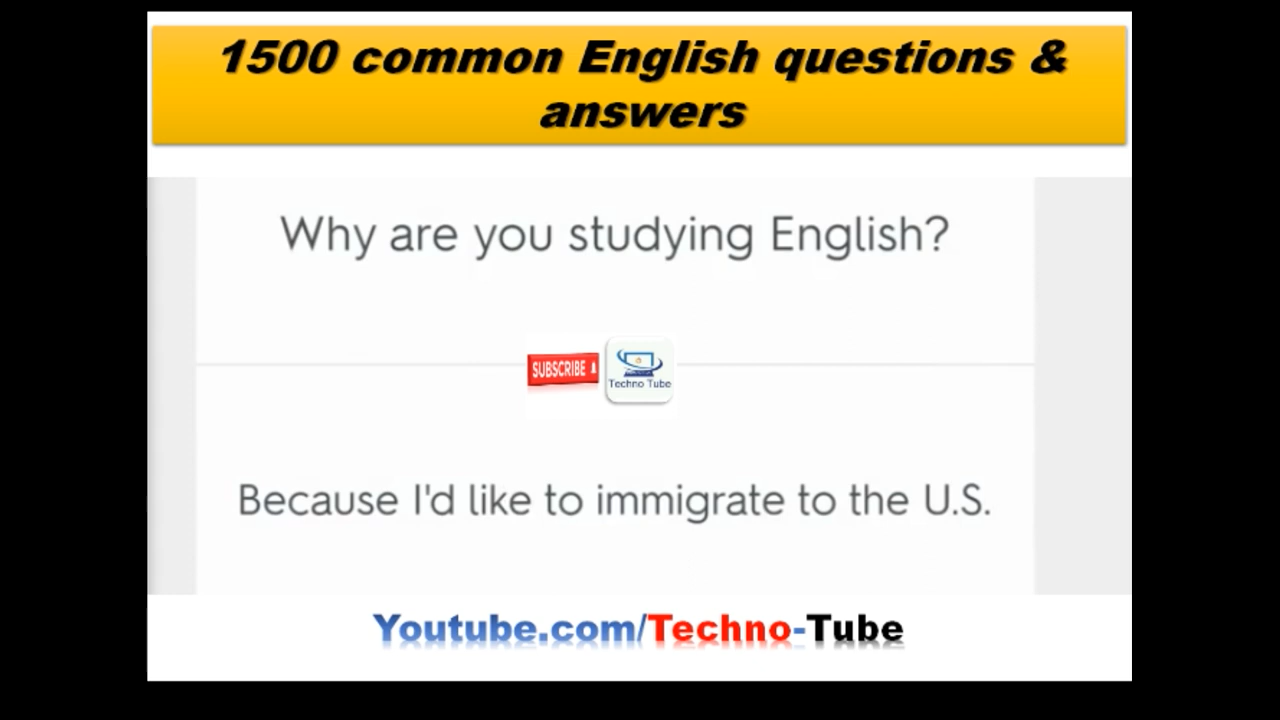 1500 common English questions &
answers
Why are you studying English?
SUBSCRIBE
Techno Tube
Because I'd like to immigrate to the U.S.
Youtube.com/Techno-Tube